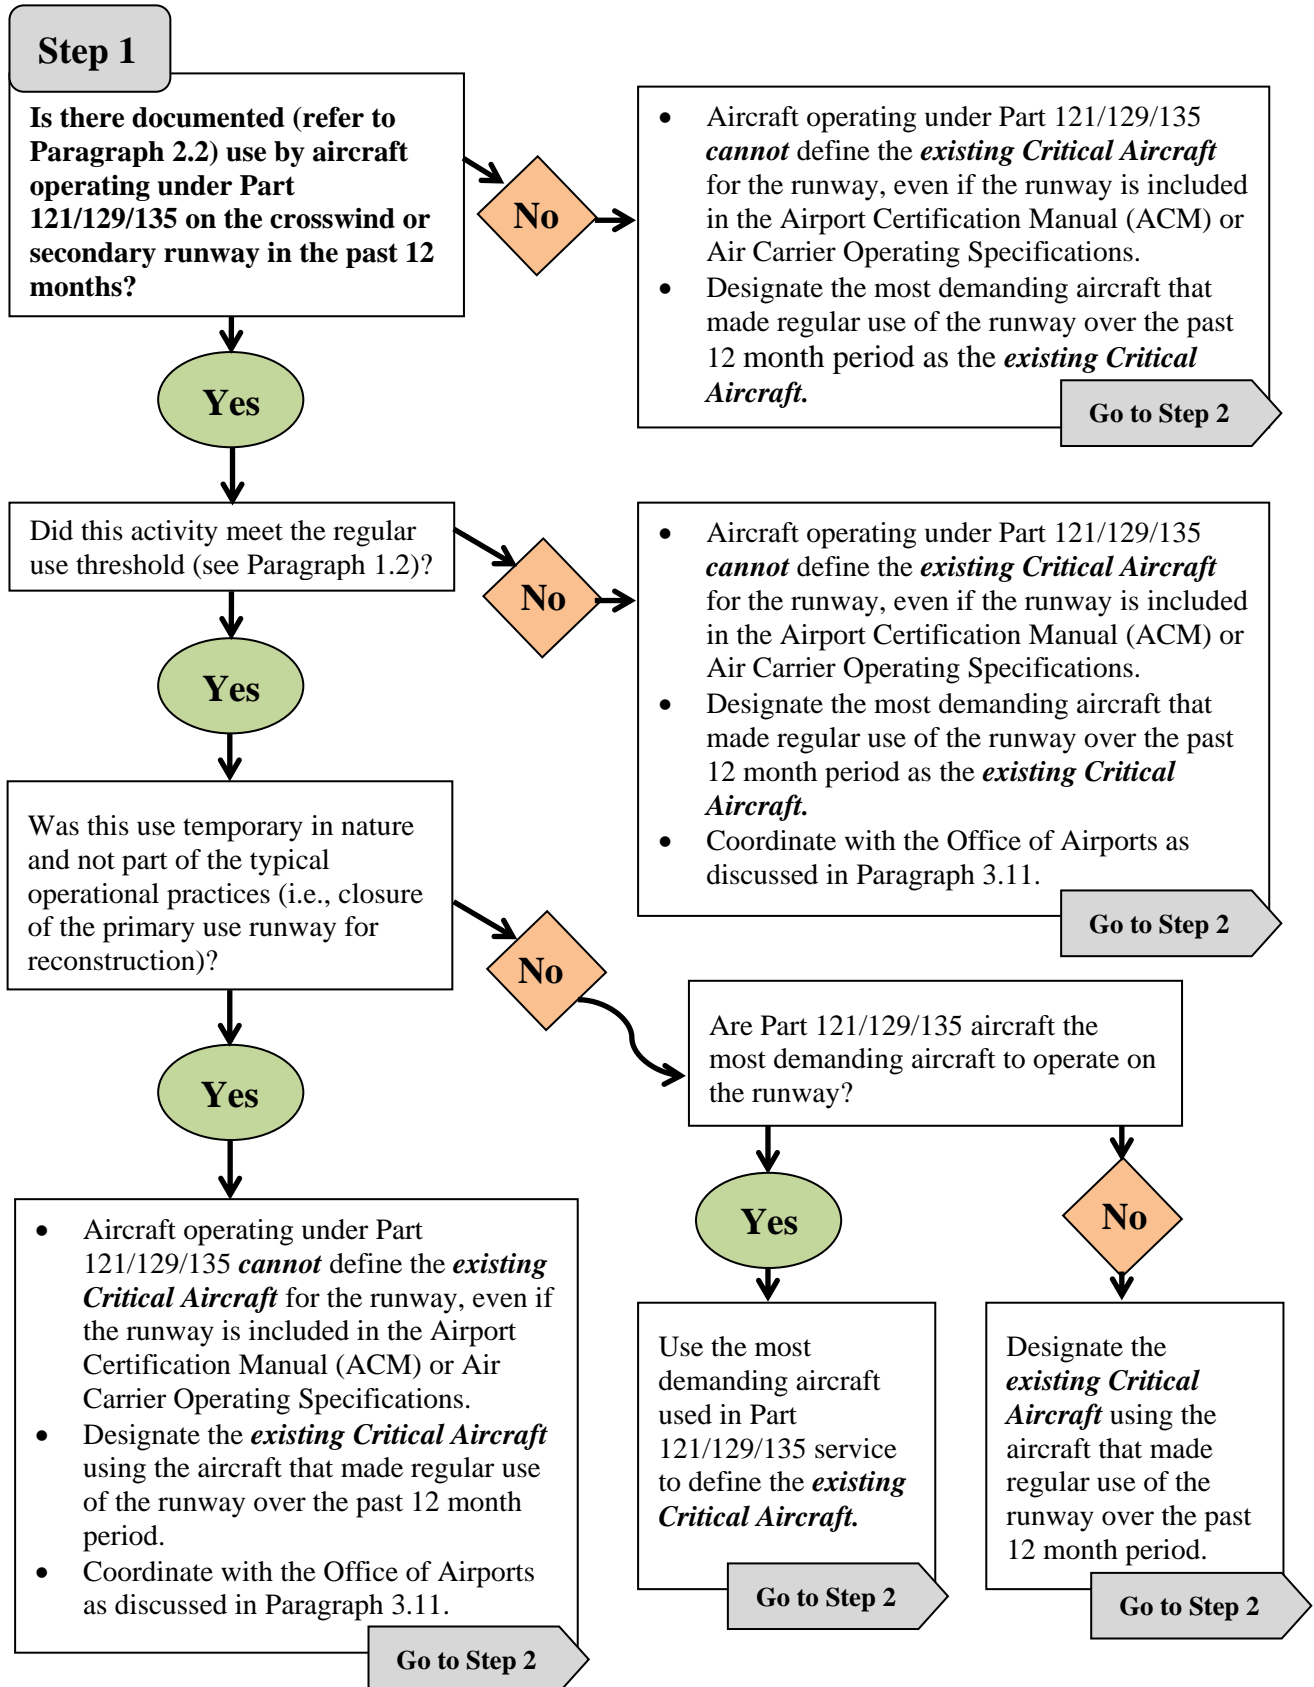 Step 1
Is there documented (refer to
Paragraph 2.2) use by aircraft
operating under Part
121/129/135 on the crosswind or
secondary runway in the past 12
months?
No
• Aircraft operating under Part 121/129/135
cannot define the existing Critical Aircraft
for the runway, even if the runway is included
in the Airport Certification Manual (ACM) or
Air Carrier Operating Specifications.
• Designate the most demanding aircraft that
made regular use of the runway over the past
12 month period as the existing Critical
Aircraft.
Go to Step 2
Yes
Did this activity meet the regular
use threshold (see Paragraph 1.2)?
No
• Aircraft operating under Part 121/129/135
cannot define the existing Critical Aircraft
for the runway, even if the runway is included
in the Airport Certification Manual (ACM) or
Air Carrier Operating Specifications.
• Designate the most demanding aircraft that
made regular use of the runway over the past
12 month period as the existing Critical
Aircraft.
• Coordinate with the Office of Airports as
discussed in Paragraph 3.11.
Go to Step 2
Yes
Was this use temporary in nature
and not part of the typical
operational practices (i.e., closure
of the primary use runway for
reconstruction)?
No
Are Part 121/129/135 aircraft the
most demanding aircraft to operate on
the runway?
Yes
• Aircraft operating under Part
121/129/135 cannot define the existing
Critical Aircraft for the runway, even if
the runway is included in the Airport
Certification Manual (ACM) or Air
Carrier Operating Specifications.
• Designate the existing Critical Aircraft
using the aircraft that made regular use
of the runway over the past 12 month
period.
• Coordinate with the Office of Airports
as discussed in Paragraph 3.11.
Go to Step 2
Yes
Use the most
demanding aircraft
used in Part
121/129/135 service
to define the existing
Critical Aircraft.
Go to Step 2
No
Designate the
existing Critical
Aircraft using the
aircraft that made
regular use of the
runway over the past
12 month period.
Go to Step 2